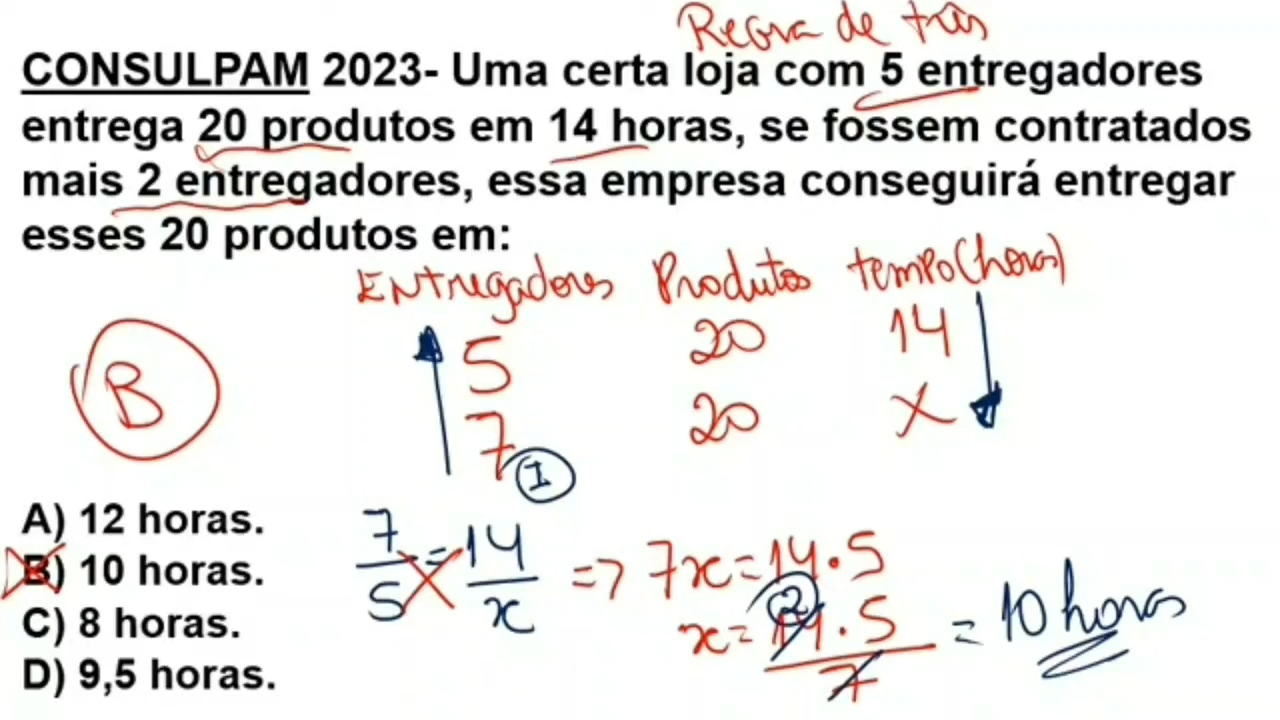 Regra de três
CONSULPAM 2023- Uma certa loja com 5 entregadores
entrega 20 produtos em 14 horas, se fossem contratados
mais 2 entregadores, essa empresa conseguirá entregar
esses 20 produtos em:
Entregadores Produtos tempo(horas)
5 20 14
7 20 x
I
B
A) 12 horas.
B) 10 horas.
C) 8 horas.
D) 9,5 horas.
7/5 = 14/x => 7x = 14.5
x = 14.5/7 = 10 horas
2